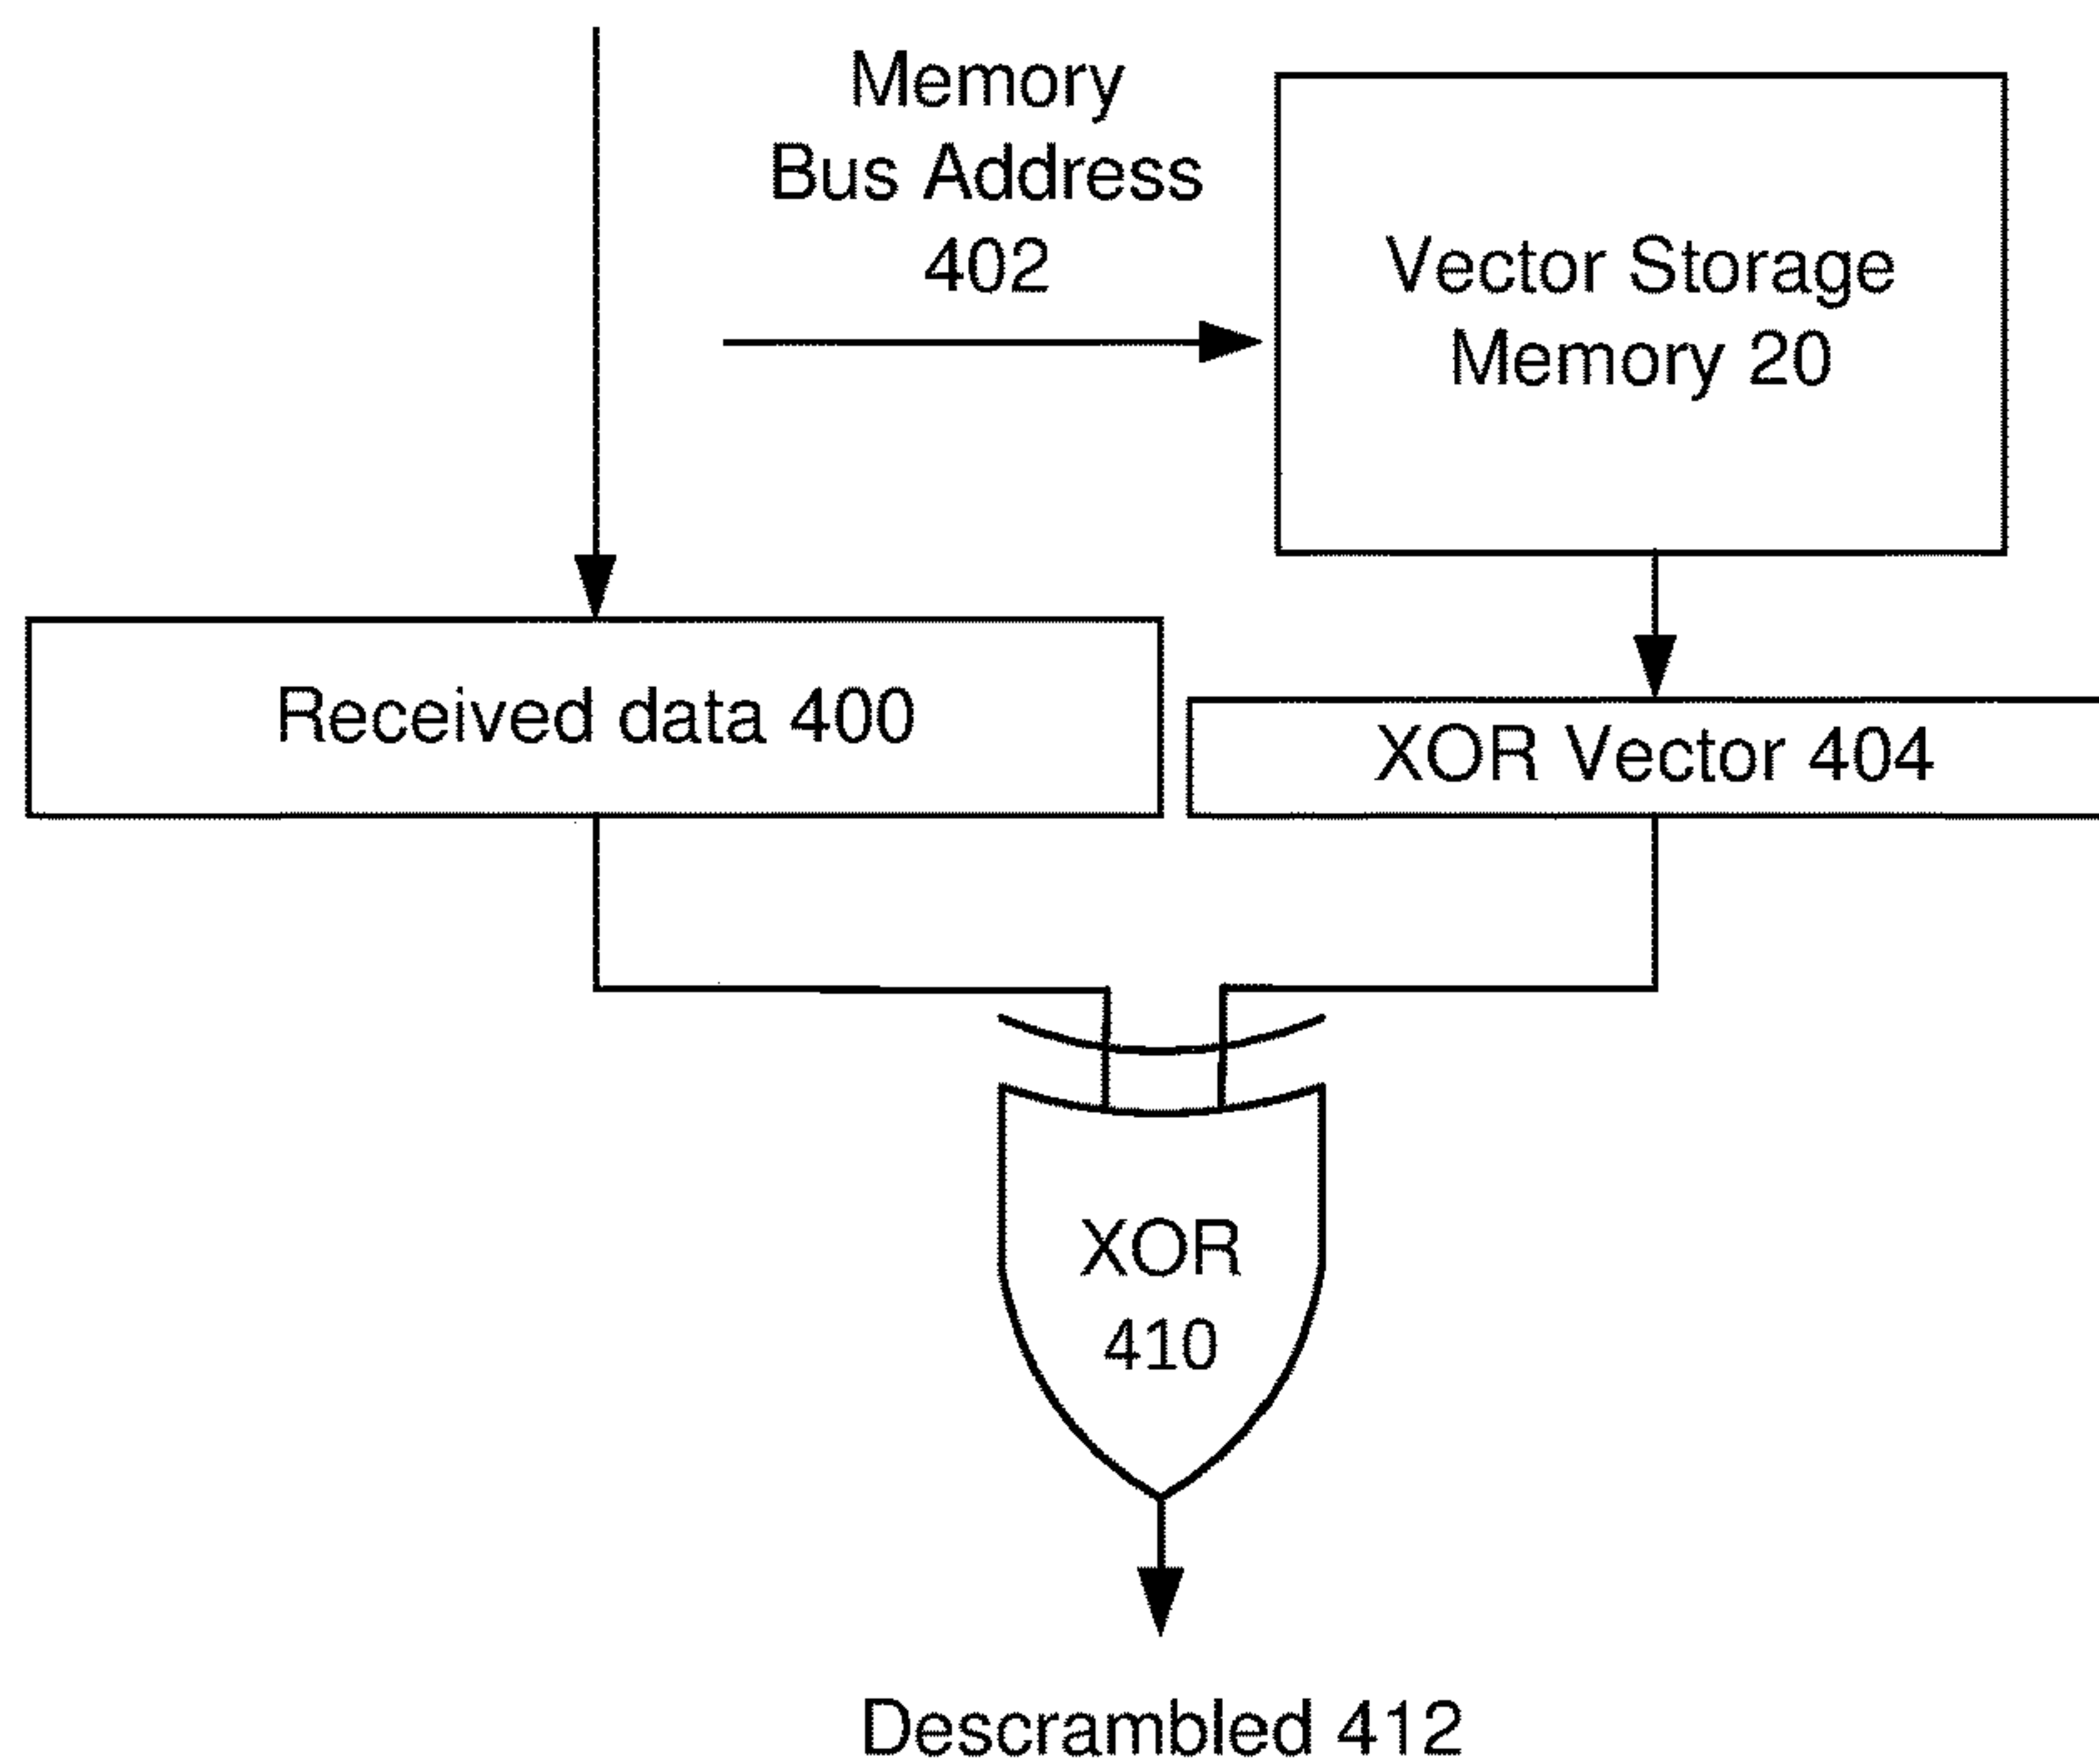 Memory
Bus Address
402
Vector Storage
Memory 20
Received data 400
XOR Vector 404
XOR
410
Descrambled 412